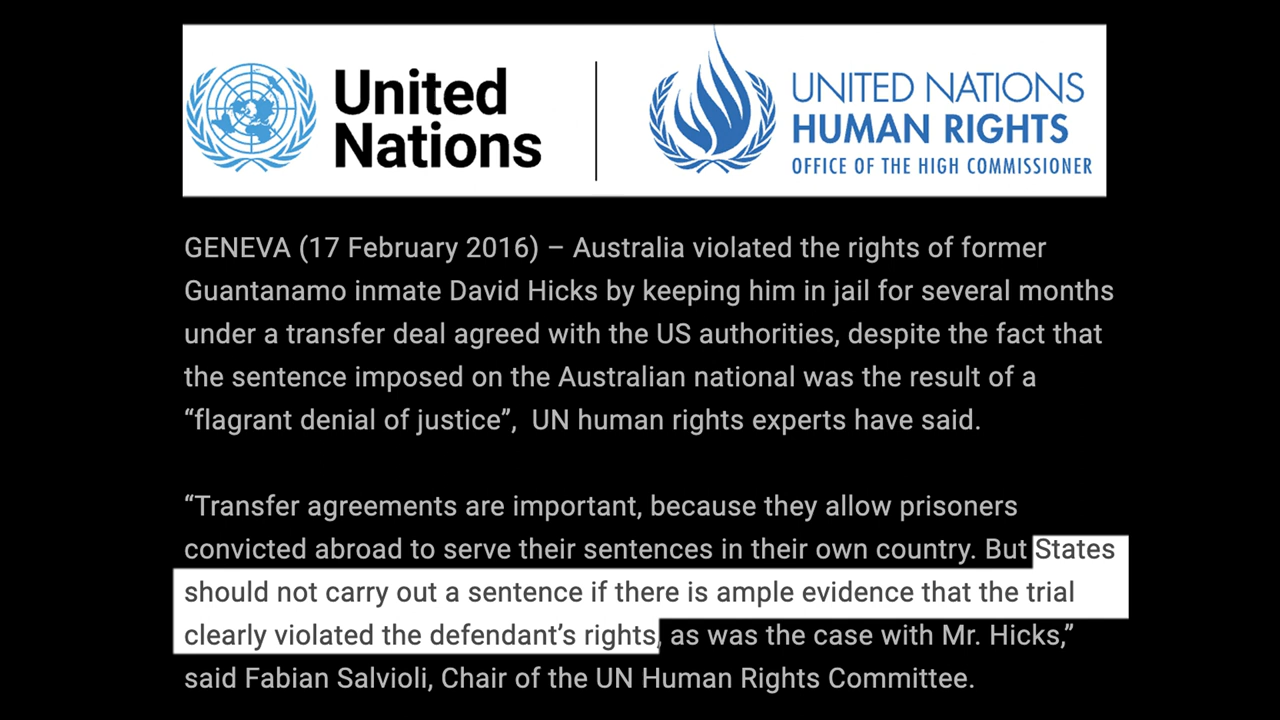 United
Nations
UNITED NATIONS
HUMAN RIGHTS
OFFICE OF THE HIGH COMMISSIONER
GENEVA (17 February 2016) – Australia violated the rights of former
Guantanamo inmate David Hicks by keeping him in jail for several months
under a transfer deal agreed with the US authorities, despite the fact that
the sentence imposed on the Australian national was the result of a
“flagrant denial of justice”,  UN human rights experts have said.
“Transfer agreements are important, because they allow prisoners
convicted abroad to serve their sentences in their own country. But States
should not carry out a sentence if there is ample evidence that the trial
clearly violated the defendant’s rights, as was the case with Mr. Hicks,”
said Fabian Salvioli, Chair of the UN Human Rights Committee.